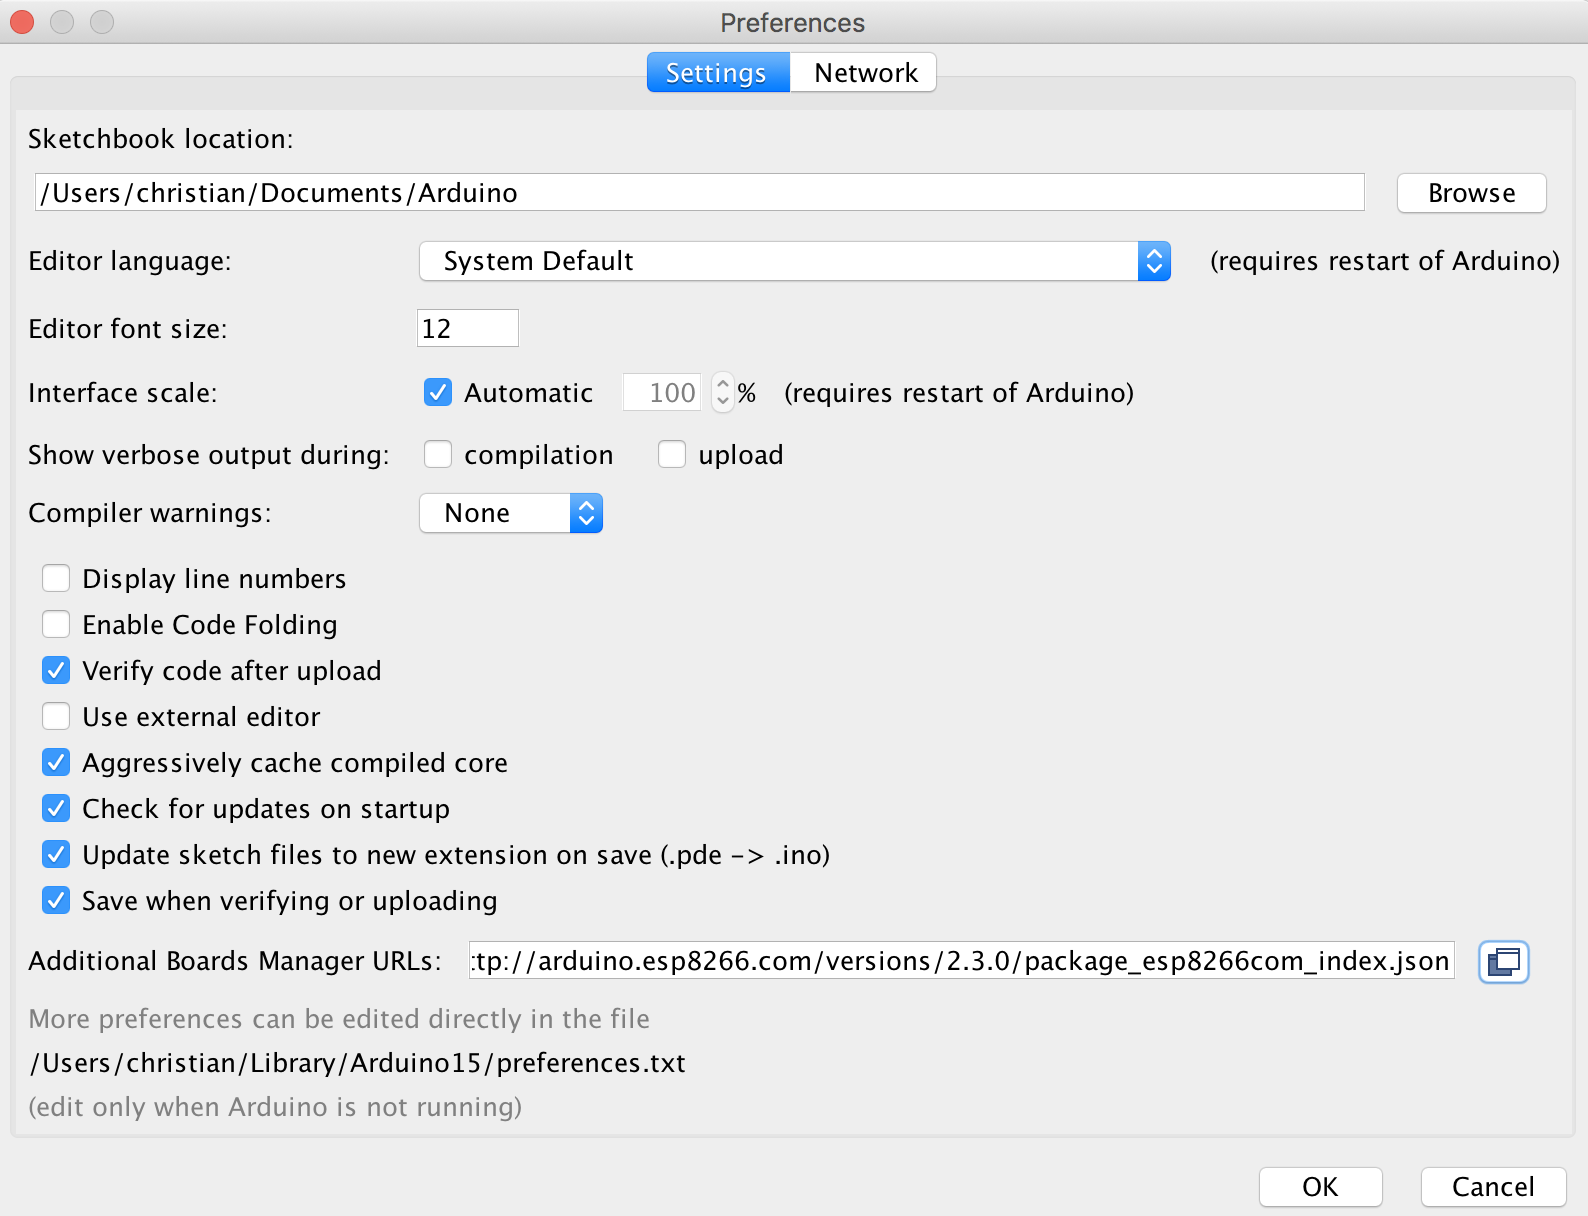 Preferences
Settings Network
Sketchbook location:
/Users/christian/Documents/Arduino Browse
Editor language: System Default (requires restart of Arduino)
Editor font size: 12
Interface scale: Automatic 100 % (requires restart of Arduino)
Show verbose output during: compilation upload
Compiler warnings: None
Display line numbers
Enable Code Folding
Verify code after upload
Use external editor
Aggressively cache compiled core
Check for updates on startup
Update sketch files to new extension on save (.pde -> .ino)
Save when verifying or uploading
Additional Boards Manager URLs: tp://arduino.esp8266.com/versions/2.3.0/package_esp8266com_index.json
More preferences can be edited directly in the file
/Users/christian/Library/Arduino15/preferences.txt
(edit only when Arduino is not running)
OK Cancel